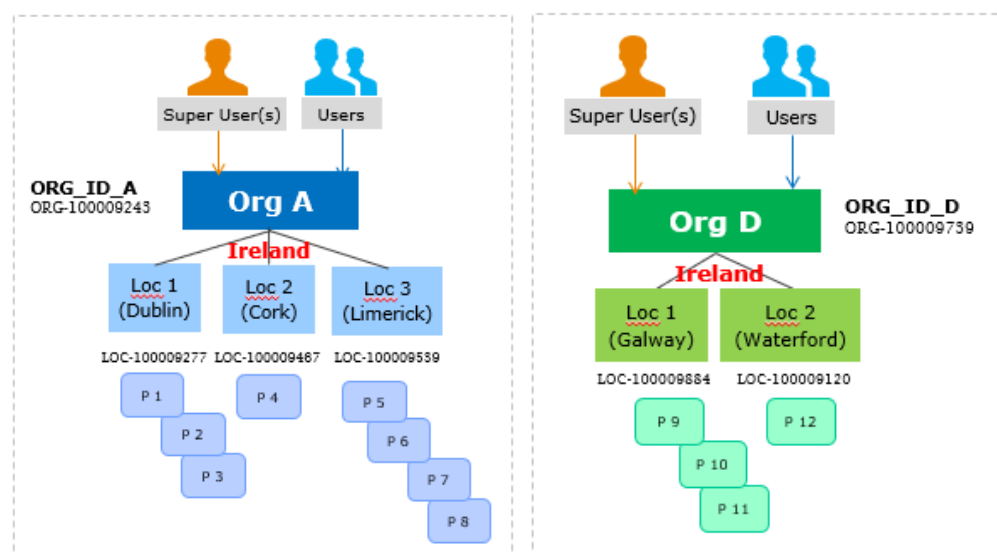 Super User(s)
Users
ORG_ID_A
ORG-100009243
Org A
Ireland
Loc 1
(Dublin)
Loc 2
(Cork)
Loc 3
(Limerick)
LOC-100009277
LOC-100009467
LOC-100009539
P 1
P 2
P 3
P 4
P 5
P 6
P 7
P 8
Super User(s)
Users
Org D
ORG_ID_D
ORG-100009739
Ireland
Loc 1
(Galway)
Loc 2
(Waterford)
LOC-100009884
LOC-100009120
P 9
P 10
P 11
P 12